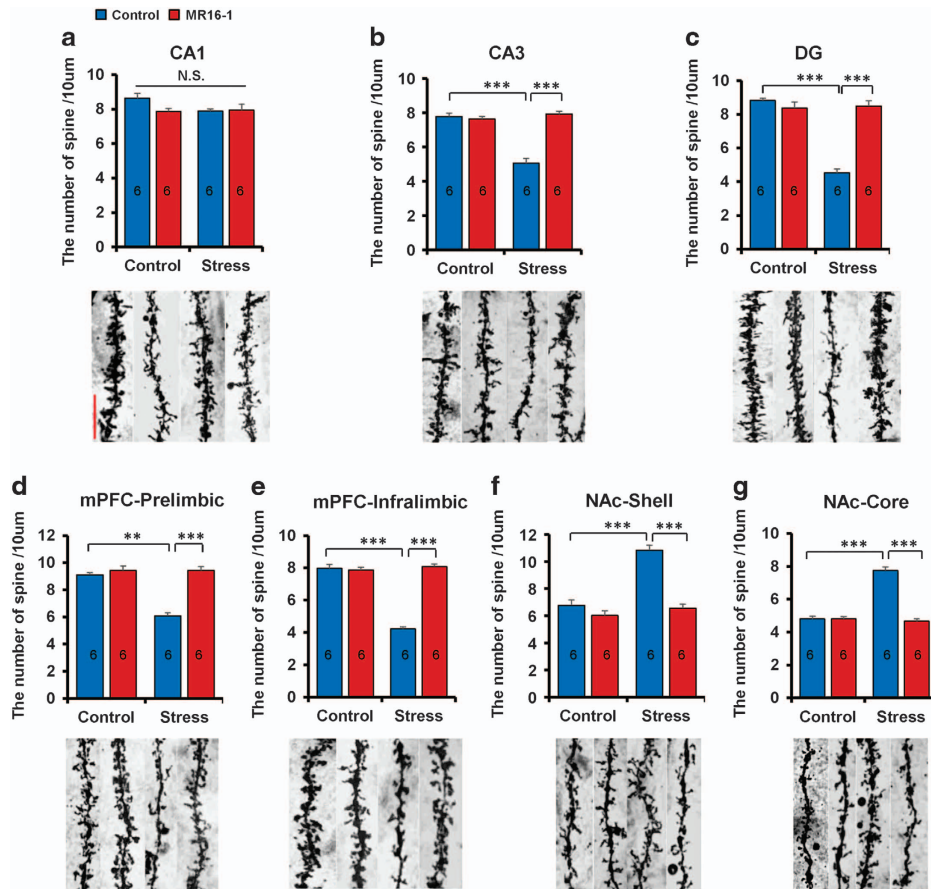 Control MR16-1
a
CA1
The number of spine /10um
10
8
6
4
2
0
N.S.
6 6 6 6
Control Stress
b
CA3
The number of spine /10um
10
8
6
4
2
0
*** ***
6 6 6 6
Control Stress
c
DG
The number of spine /10um
10
8
6
4
2
0
*** ***
6 6 6 6
Control Stress
d
mPFC-Prelimbic
The number of spine /10um
12
10
8
6
4
2
0
** ***
6 6 6 6
Control Stress
e
mPFC-Infralimbic
The number of spine /10um
10
8
6
4
2
0
*** ***
6 6 6 6
Control Stress
f
NAc-Shell
The number of spine /10um
12
10
8
6
4
2
0
*** ***
6 6 6 6
Control Stress
g
NAc-Core
The number of spine /10um
10
8
6
4
2
0
*** ***
6 6 6 6
Control Stress